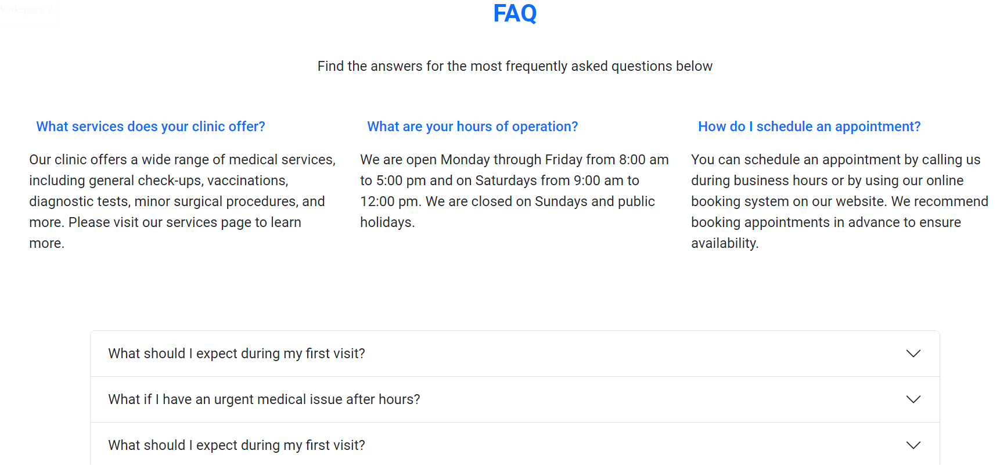 Workspace 2
FAQ
Find the answers for the most frequently asked questions below
What services does your clinic offer?
Our clinic offers a wide range of medical services,
including general check-ups, vaccinations,
diagnostic tests, minor surgical procedures, and
more. Please visit our services page to learn
more.
What are your hours of operation?
We are open Monday through Friday from 8:00 am
to 5:00 pm and on Saturdays from 9:00 am to
12:00 pm. We are closed on Sundays and public
holidays.
How do I schedule an appointment?
You can schedule an appointment by calling us
during business hours or by using our online
booking system on our website. We recommend
booking appointments in advance to ensure
availability.
What should I expect during my first visit?
What if I have an urgent medical issue after hours?
What should I expect during my first visit?